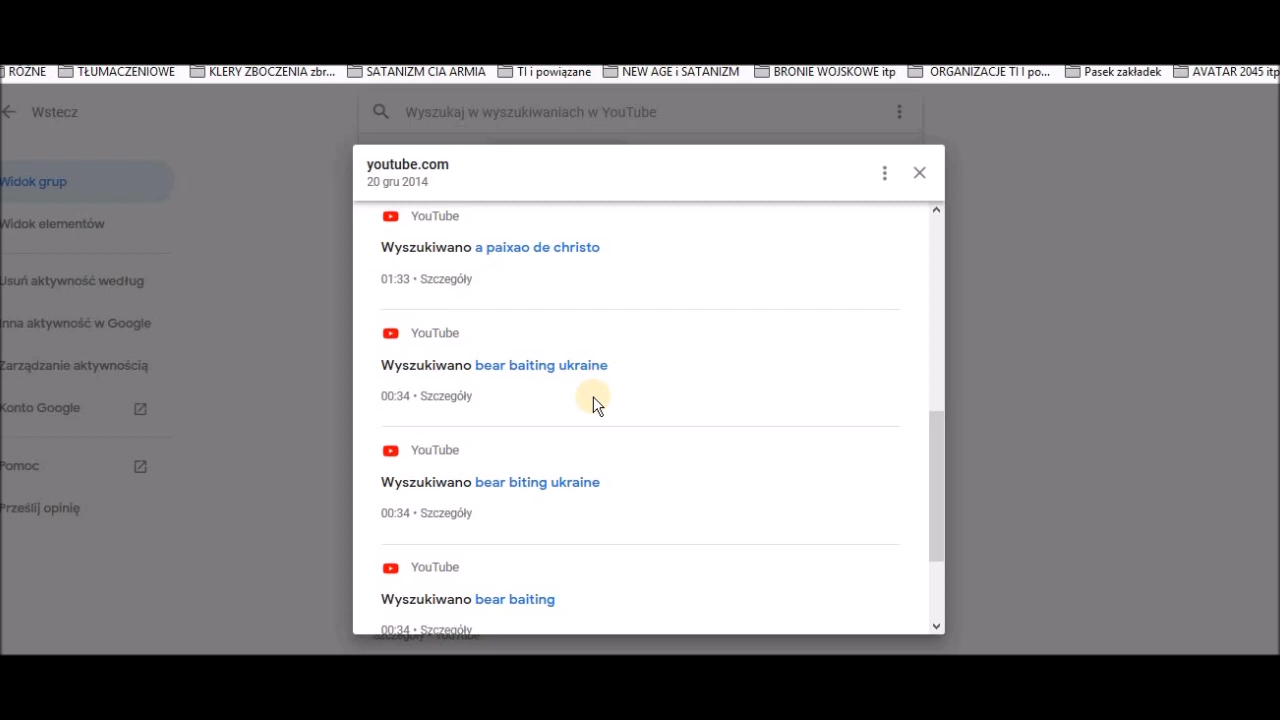 RÓŻNE TŁUMACZENIOWE KLERY ZBOCZENIA zbr... SATANIZM CIA ARMIA TI i powiązane NEW AGE i SATANIZM BRONIE WOJSKOWE itp ORGANIZACJE TI I po... Pasek zakładek AVATAR 2045 itp
Wstecz
Wyszukaj w wyszukiwaniach w YouTube
Widok grup
Widok elementów
Usuń aktywność według
Inna aktywność w Google
Zarządzanie aktywnością
Konto Google
Pomoc
Prześlij opinię
youtube.com
20 gru 2014
YouTube
Wyszukiwano a paixao de christo
01:33 • Szczegóły
YouTube
Wyszukiwano bear baiting ukraine
00:34 • Szczegóły
YouTube
Wyszukiwano bear biting ukraine
00:34 • Szczegóły
YouTube
Wyszukiwano bear baiting
00:34 • Szczegóły